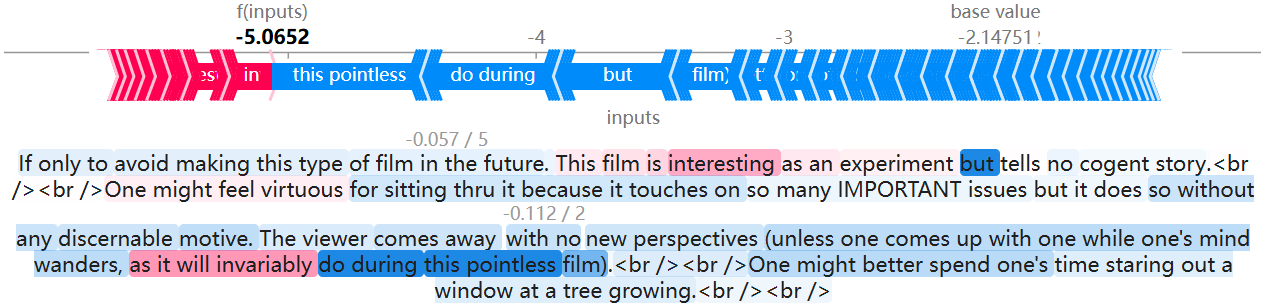 f(inputs) base value
-5.0652 -4 -3 -2.14751
in this pointless do during but film)
inputs
-0.057 / 5
If only to avoid making this type of film in the future. This film is interesting as an experiment but tells no cogent story.<br
/><br />One might feel virtuous for sitting thru it because it touches on so many IMPORTANT issues but it does so without
-0.112 / 2
any discernable motive. The viewer comes away with no new perspectives (unless one comes up with one while one's mind
wanders, as it will invariably do during this pointless film).<br /><br />One might better spend one's time staring out a
window at a tree growing.<br /><br />